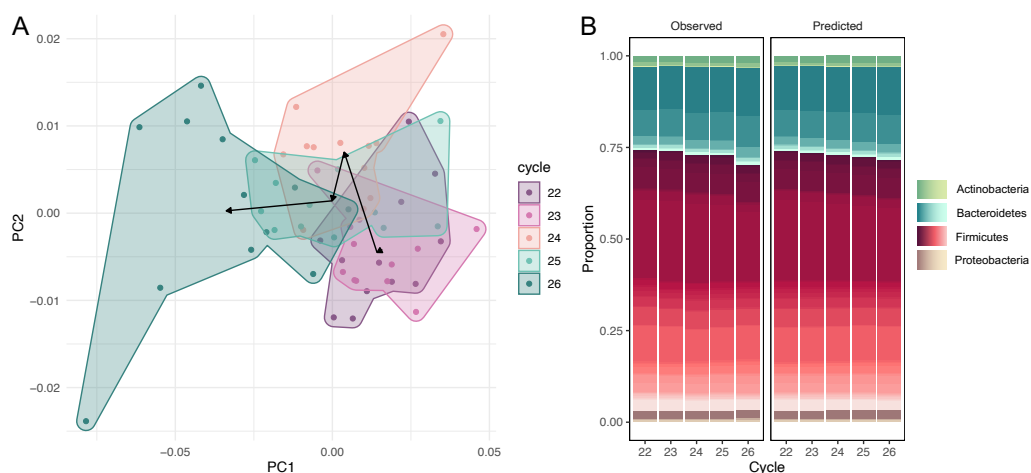 A
0.02
0.01
0.00
−0.01
−0.02
PC2
−0.05
0.00
0.05
PC1
cycle
22
23
24
25
26
B
Observed
Predicted
1.00
0.75
0.50
0.25
0.00
Proportion
22 23 24 25 26
22 23 24 25 26
Cycle
Actinobacteria
Bacteroidetes
Firmicutes
Proteobacteria